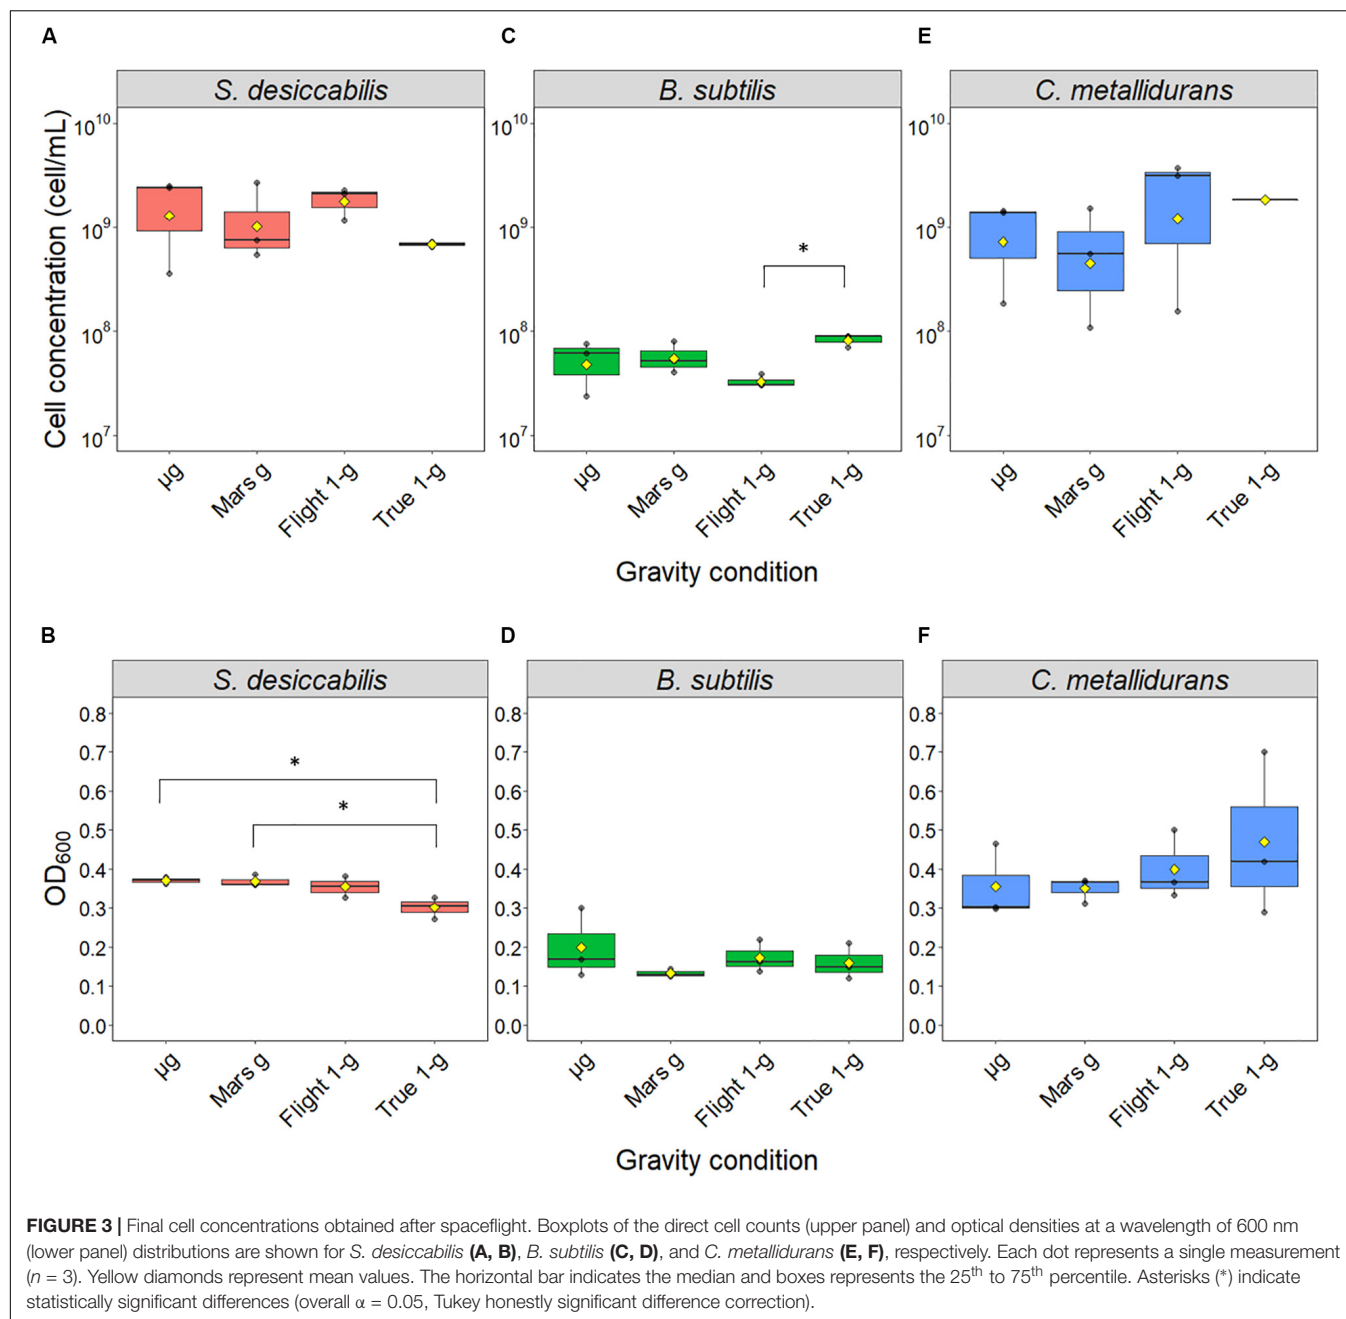 A
C
E
S. desiccabilis
B. subtilis
C. metallidurans
Cell concentration (cell/mL)
10^10
10^9
10^8
10^7
10^10
10^9
10^8
10^7
10^10
10^9
10^8
10^7
*
µg
Mars g
Flight 1-g
True 1-g
µg
Mars g
Flight 1-g
True 1-g
µg
Mars g
Flight 1-g
True 1-g
Gravity condition
B
D
F
S. desiccabilis
B. subtilis
C. metallidurans
OD600
0.8
0.7
0.6
0.5
0.4
0.3
0.2
0.1
0.0
*
*
0.8
0.7
0.6
0.5
0.4
0.3
0.2
0.1
0.0
0.8
0.7
0.6
0.5
0.4
0.3
0.2
0.1
0.0
µg
Mars g
Flight 1-g
True 1-g
µg
Mars g
Flight 1-g
True 1-g
µg
Mars g
Flight 1-g
True 1-g
Gravity condition
FIGURE 3 | Final cell concentrations obtained after spaceflight. Boxplots of the direct cell counts (upper panel) and optical densities at a wavelength of 600 nm
(lower panel) distributions are shown for S. desiccabilis (A, B), B. subtilis (C, D), and C. metallidurans (E, F), respectively. Each dot represents a single measurement
(n = 3). Yellow diamonds represent mean values. The horizontal bar indicates the median and boxes represents the 25th to 75th percentile. Asterisks (*) indicate
statistically significant differences (overall α = 0.05, Tukey honestly significant difference correction).